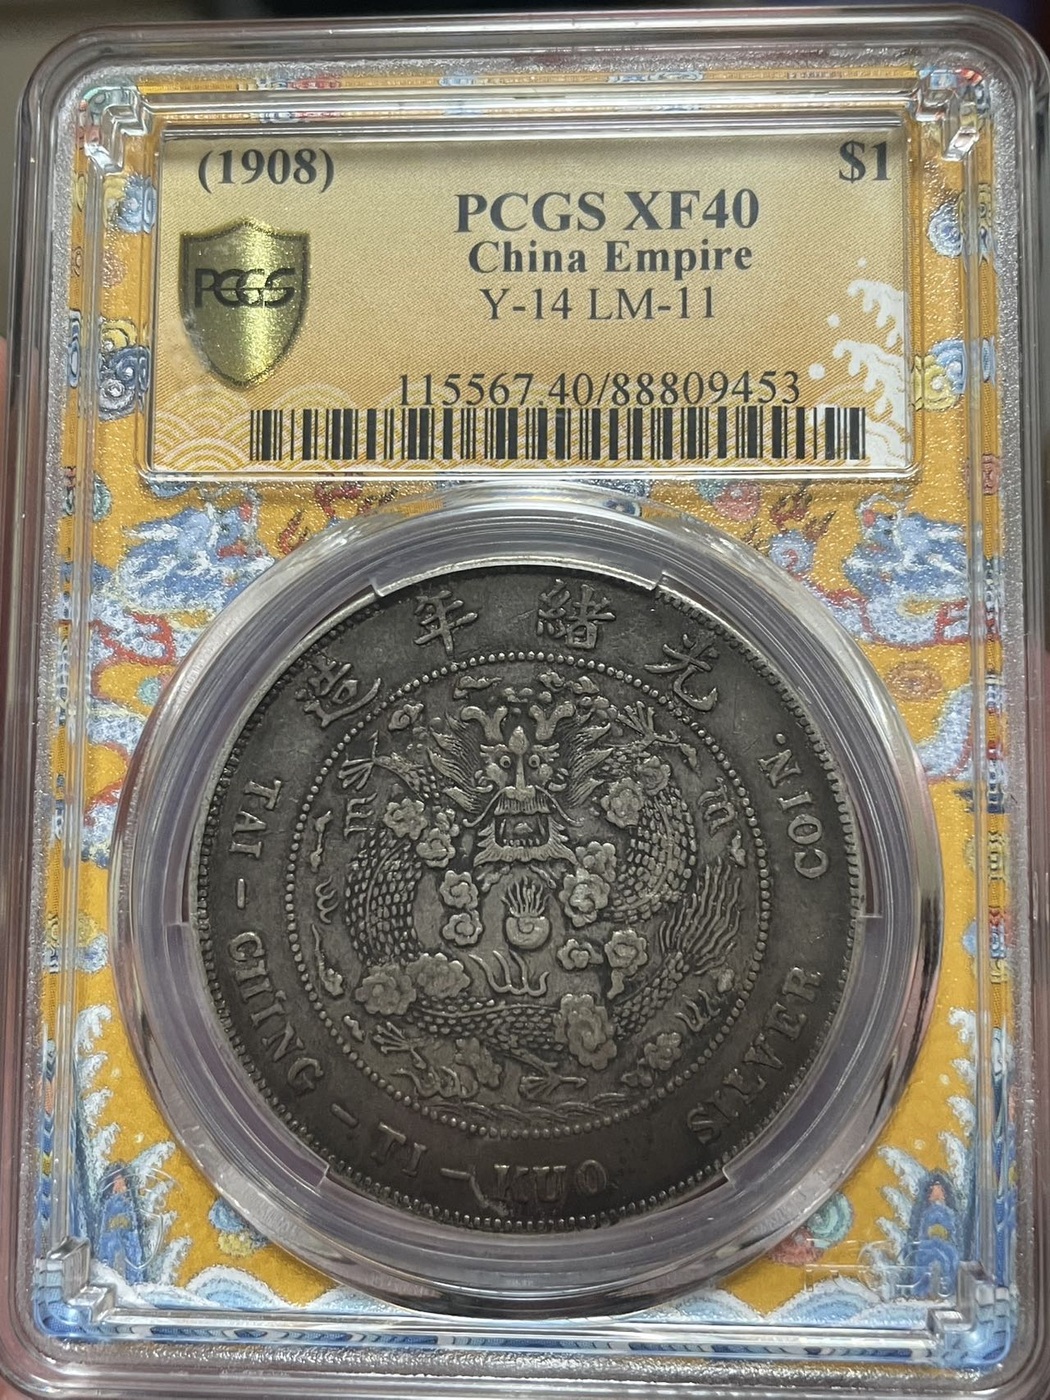 (1908)
$1
PCGS XF40
China Empire
Y-14 LM-11
PCGS
115567.40/88809453
造年緒光
TAI-CHING-TI-KUO SILVER COIN.